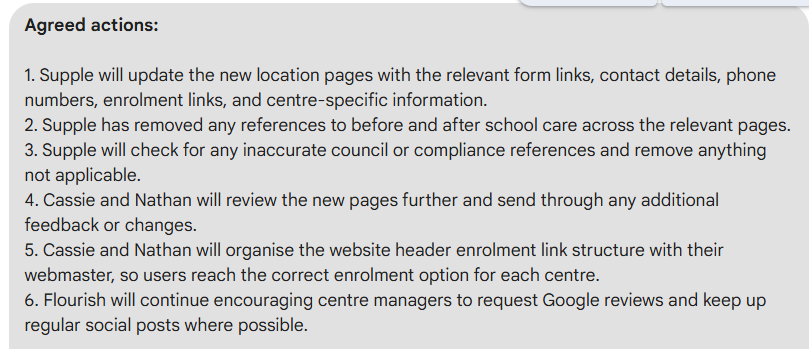 Agreed actions:
1. Supple will update the new location pages with the relevant form links, contact details, phone
numbers, enrolment links, and centre-specific information.
2. Supple has removed any references to before and after school care across the relevant pages.
3. Supple will check for any inaccurate council or compliance references and remove anything
not applicable.
4. Cassie and Nathan will review the new pages further and send through any additional
feedback or changes.
5. Cassie and Nathan will organise the website header enrolment link structure with their
webmaster, so users reach the correct enrolment option for each centre.
6. Flourish will continue encouraging centre managers to request Google reviews and keep up
regular social posts where possible.